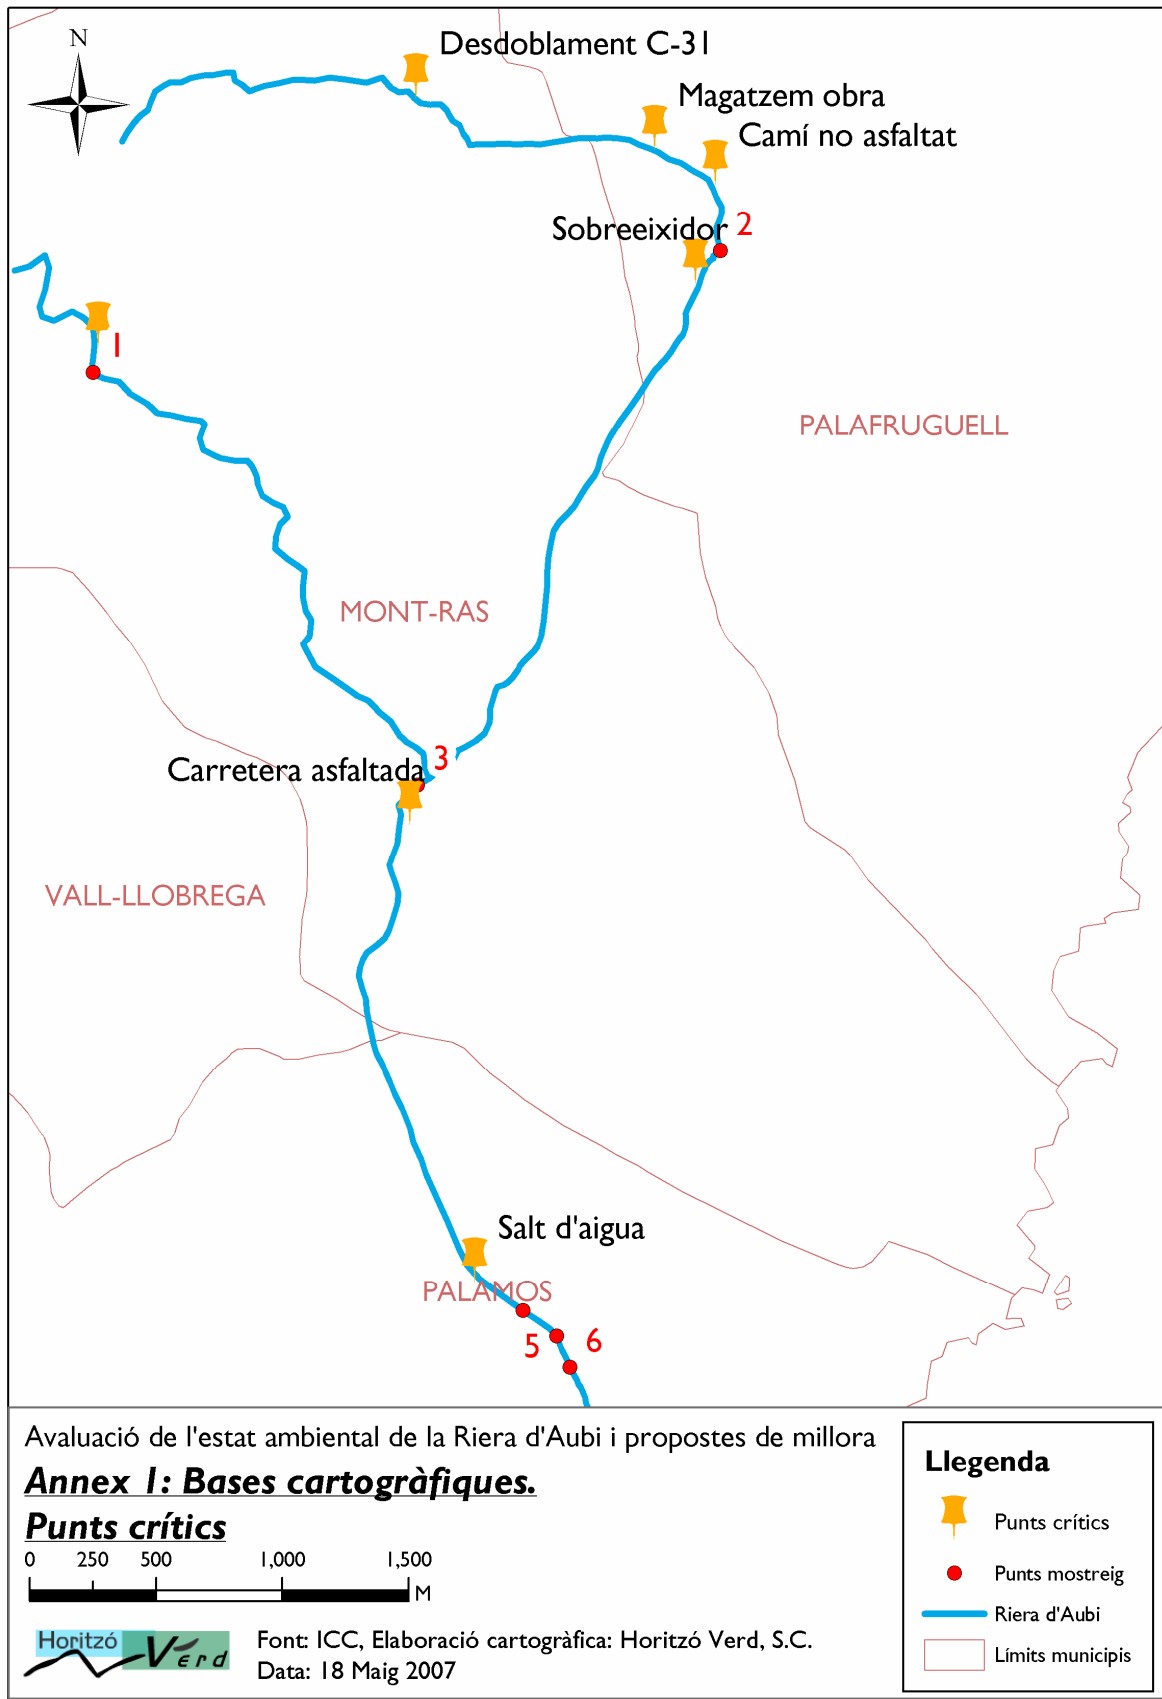 N
Desdoblament C-31
Magatzem obra
Camí no asfaltat
Sobreeixidor
2
1
PALAFRUGUELL
MONT-RAS
3
Carretera asfaltada
VALL-LLOBREGA
Salt d'aigua
PALAMOS
5
6
Avaluació de l'estat ambiental de la Riera d'Aubi i propostes de millora
Annex 1: Bases cartogràfiques.
Punts crítics
0 250 500 1,000 1,500
M
Horitzó
Verd
Font: ICC, Elaboració cartogràfica: Horitzó Verd, S.C.
Data: 18 Maig 2007
Llegenda
Punts crítics
Punts mostreig
Riera d'Aubi
Límits municipis